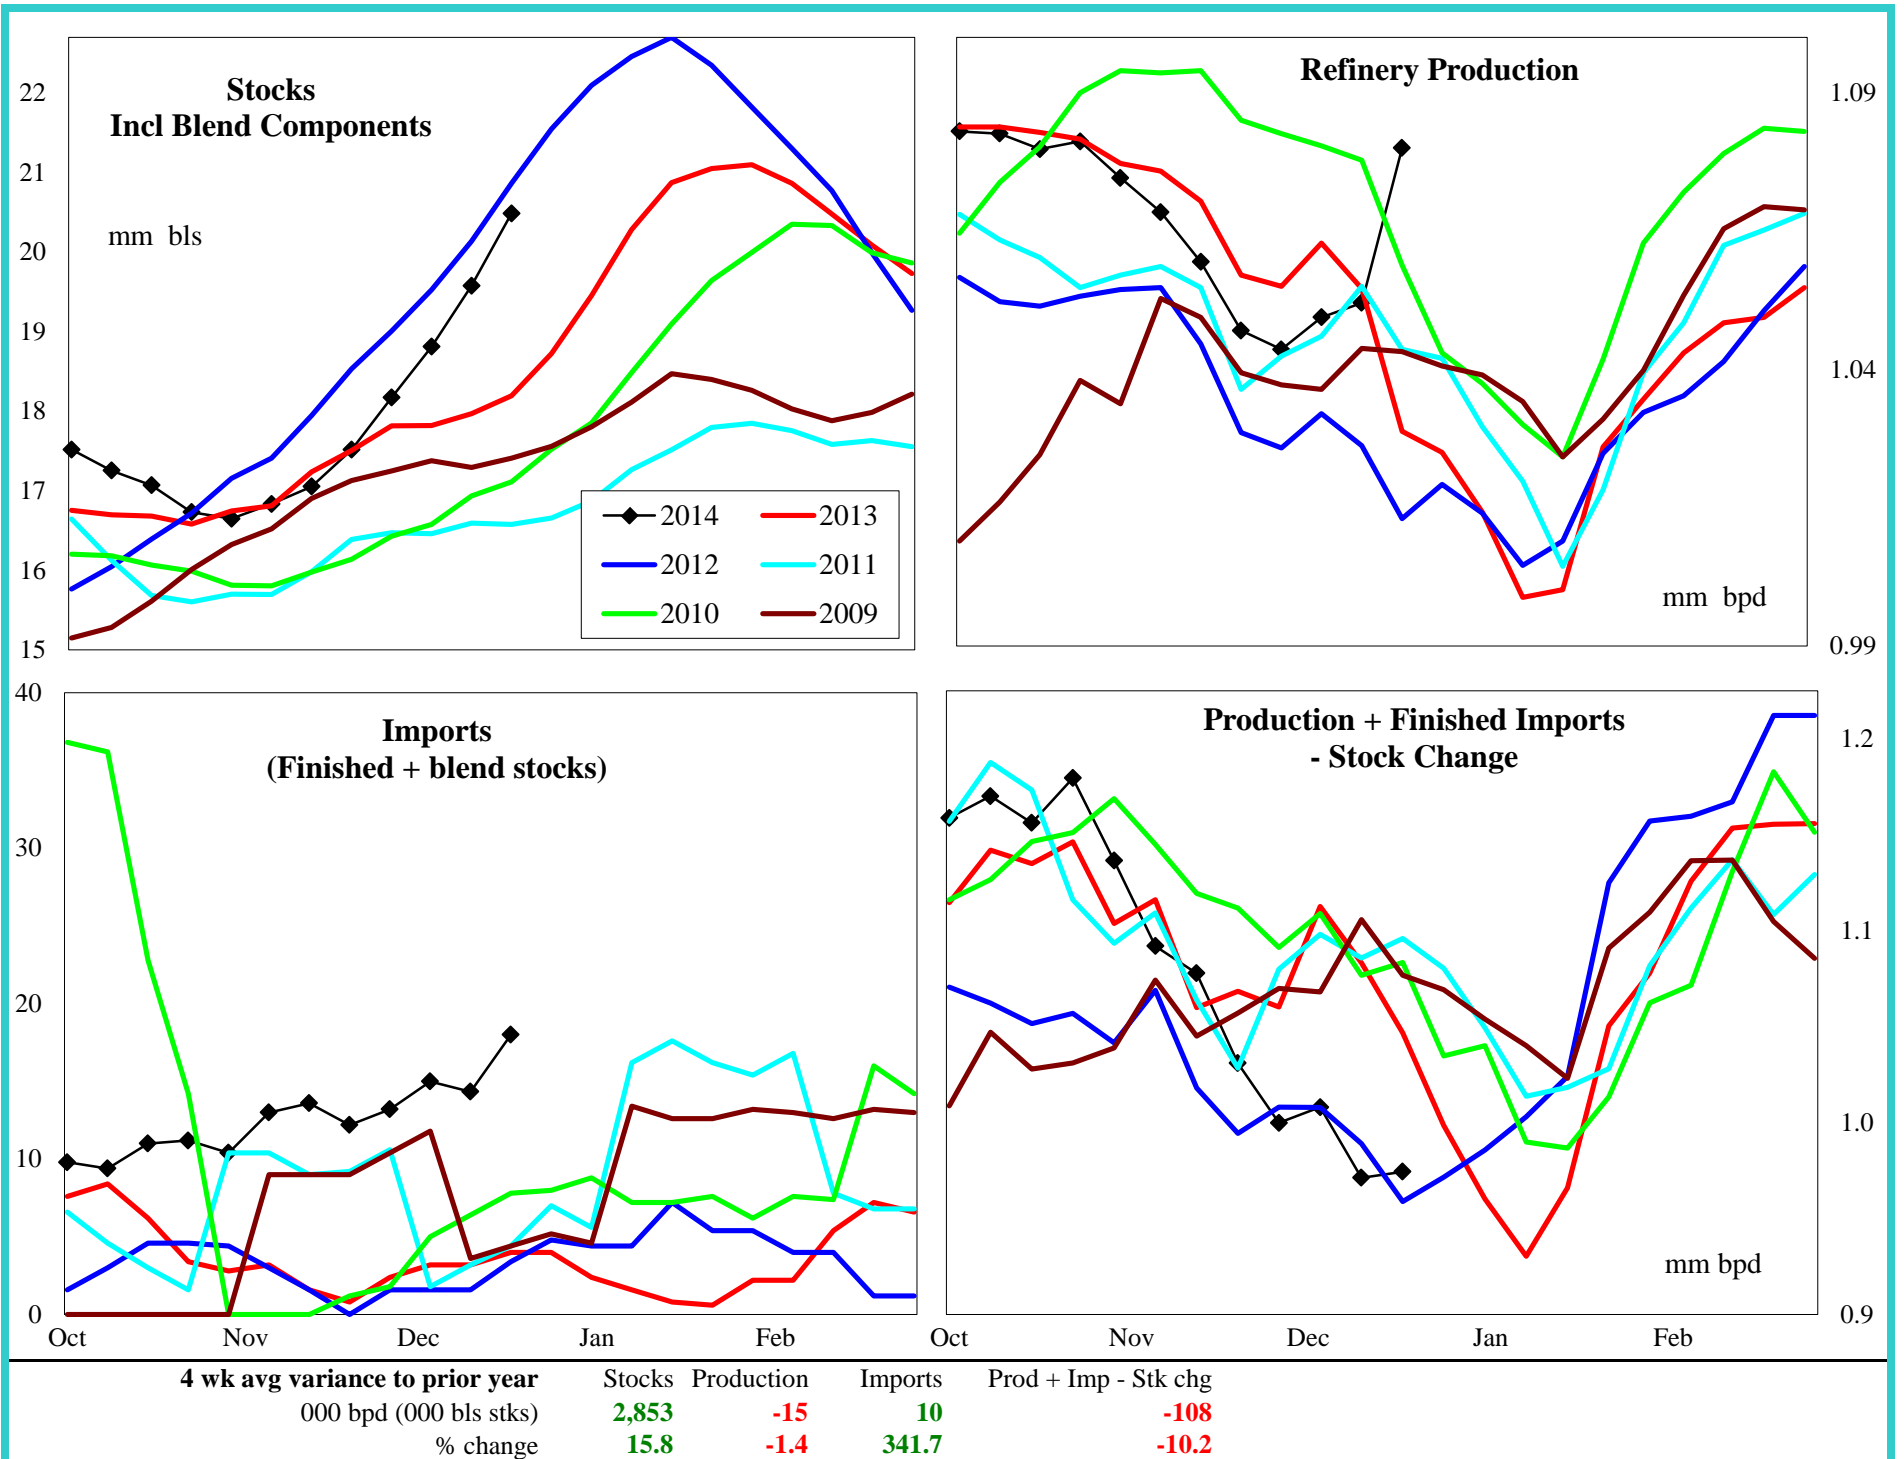 Stocks
Incl Blend Components
mm bls
22
21
20
19
18
17
16
15
2014
2013
2012
2011
2010
2009
Refinery Production
mm bpd
1.09
1.04
0.99
Imports
(Finished + blend stocks)
40
30
20
10
0
Oct Nov Dec Jan Feb
Production + Finished Imports
- Stock Change
mm bpd
1.2
1.1
1.0
0.9
Oct Nov Dec Jan Feb
4 wk avg variance to prior year Stocks Production Imports Prod + Imp - Stk chg
000 bpd (000 bls stks) 2,853 -15 10 -108
% change 15.8 -1.4 341.7 -10.2